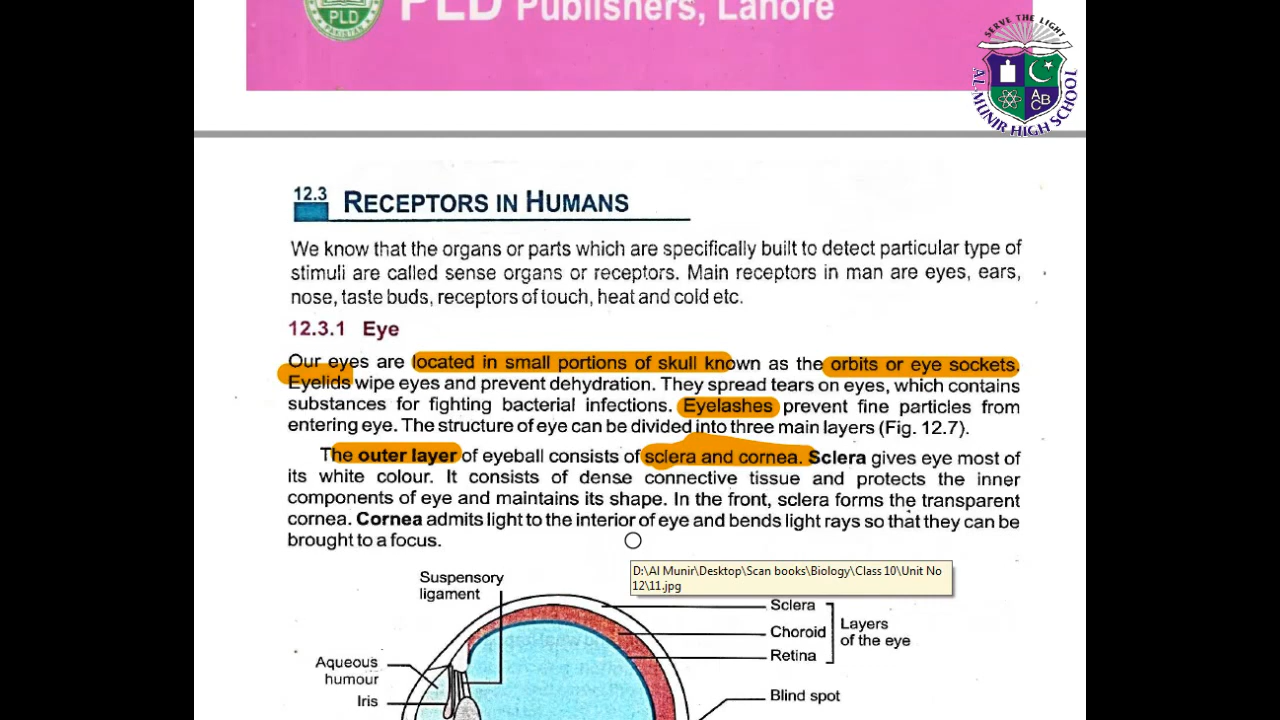 PLD
PLD Publishers, Lahore
SERVE THE LIGHT
ABC
AL-MUNIR HIGH SCHOOL
12.3 RECEPTORS IN HUMANS
We know that the organs or parts which are specifically built to detect particular type of
stimuli are called sense organs or receptors. Main receptors in man are eyes, ears,
nose, taste buds, receptors of touch, heat and cold etc.
12.3.1 Eye
Our eyes are located in small portions of skull known as the orbits or eye sockets.
Eyelids wipe eyes and prevent dehydration. They spread tears on eyes, which contains
substances for fighting bacterial infections. Eyelashes prevent fine particles from
entering eye. The structure of eye can be divided into three main layers (Fig. 12.7).
The outer layer of eyeball consists of sclera and cornea. Sclera gives eye most of
its white colour. It consists of dense connective tissue and protects the inner
components of eye and maintains its shape. In the front, sclera forms the transparent
cornea. Cornea admits light to the interior of eye and bends light rays so that they can be
brought to a focus.
D:\Al Munir\Desktop\Scan books\Biology\Class 10\Unit No
12\11.jpg
Suspensory
ligament
Sclera
Choroid
Retina
Layers
of the eye
Aqueous
humour
Iris
Blind spot